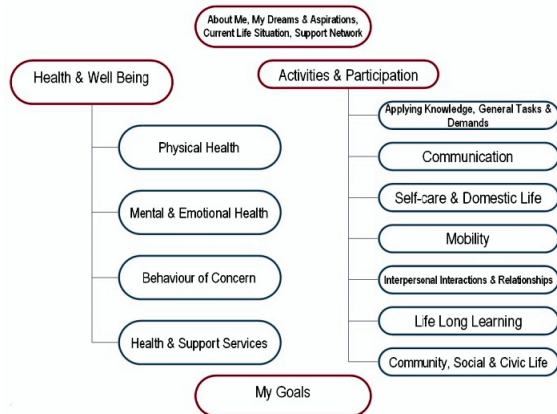 About Me, My Dreams & Aspirations,
Current Life Situation, Support Network
Health & Well Being
Physical Health
Mental & Emotional Health
Behaviour of Concern
Health & Support Services
Activities & Participation
Applying Knowledge, General Tasks &
Demands
Communication
Self-care & Domestic Life
Mobility
Interpersonal Interactions & Relationships
Life Long Learning
Community, Social & Civic Life
My Goals